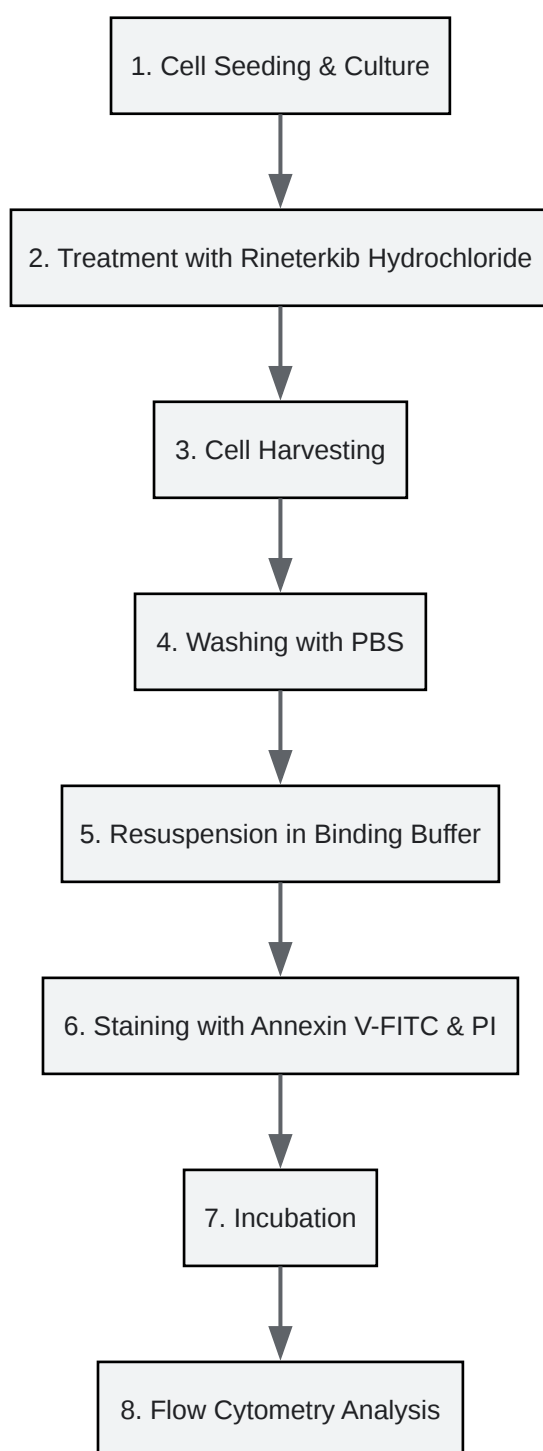 1. Cell Seeding & Culture
2. Treatment with Rineterkib Hydrochloride
3. Cell Harvesting
4. Washing with PBS
5. Resuspension in Binding Buffer
6. Staining with Annexin V-FITC & PI
7. Incubation
8. Flow Cytometry Analysis